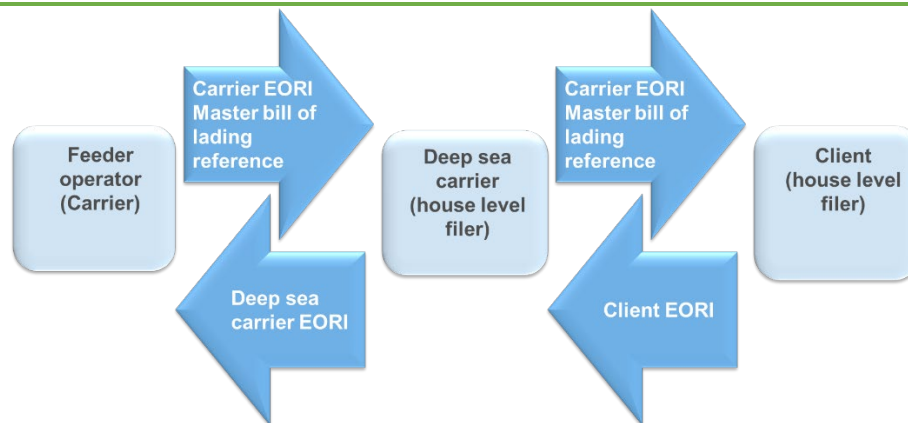 Feeder
operator
(Carrier)
Carrier EORI
Master bill of
lading
reference
Deep sea
carrier EORI
Deep sea
carrier
(house level
filer)
Carrier EORI
Master bill of
lading
reference
Client EORI
Client
(house level
filer)